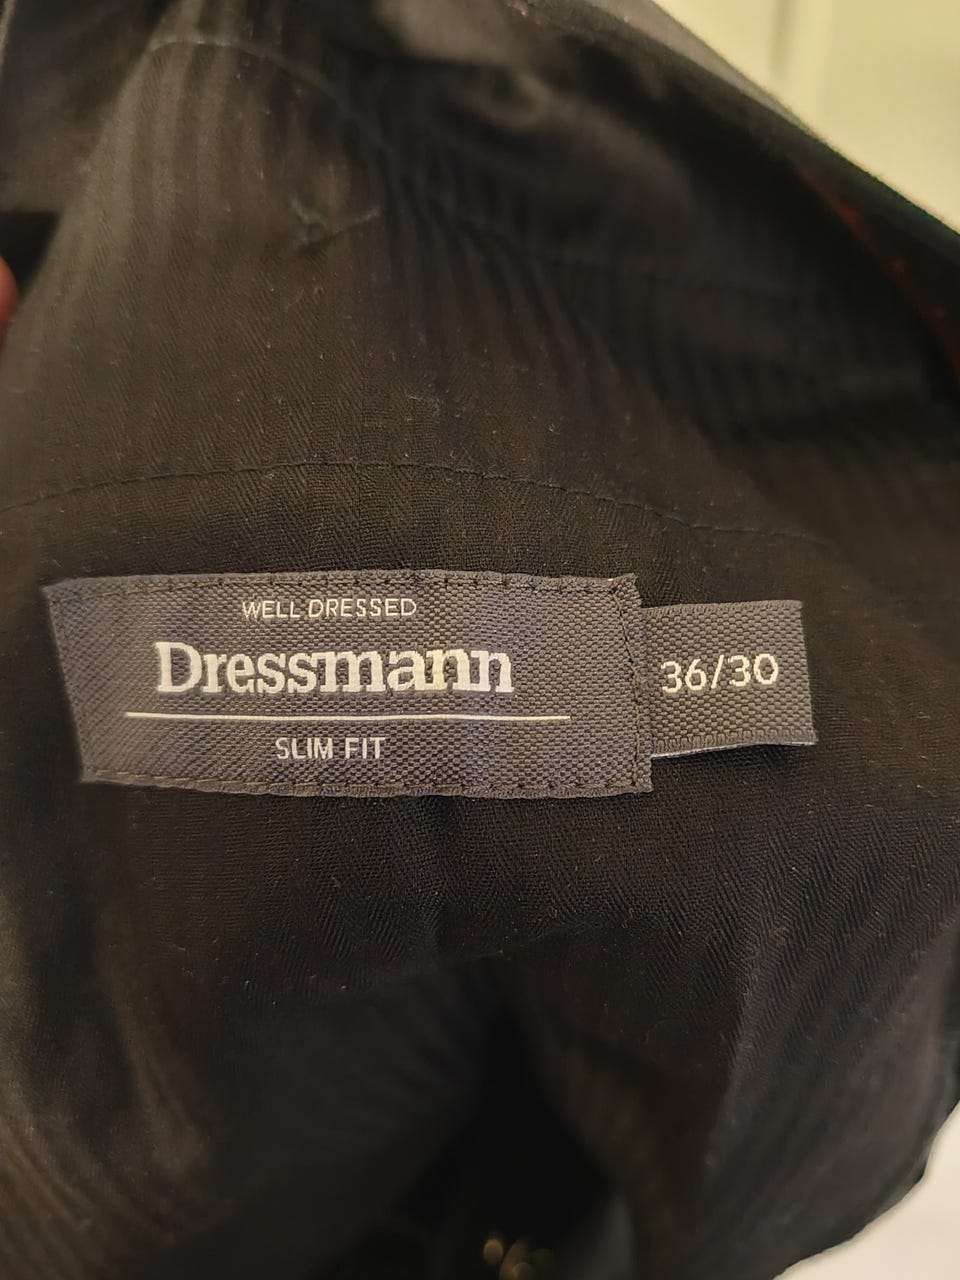 WELL DRESSED
Dressmann
SLIM FIT
36/30